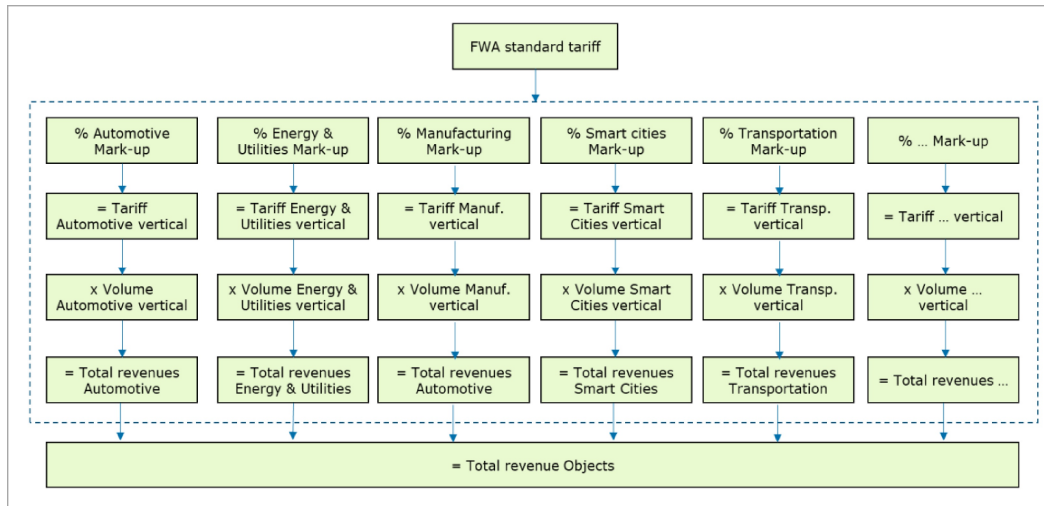 FWA standard tariff
% Automotive
Mark-up
% Energy &
Utilities Mark-up
% Manufacturing
Mark-up
% Smart cities
Mark-up
% Transportation
Mark-up
% ... Mark-up
= Tariff
Automotive vertical
= Tariff Energy &
Utilities vertical
= Tariff Manuf.
vertical
= Tariff Smart
Cities vertical
= Tariff Transp.
vertical
= Tariff ... vertical
x Volume
Automotive vertical
x Volume Energy &
Utilities vertical
x Volume Manuf.
vertical
x Volume Smart
Cities vertical
x Volume Transp.
vertical
x Volume ...
vertical
= Total revenues
Automotive
= Total revenues
Energy & Utilities
= Total revenues
Automotive
= Total revenues
Smart Cities
= Total revenues
Transportation
= Total revenues ...
= Total revenue Objects